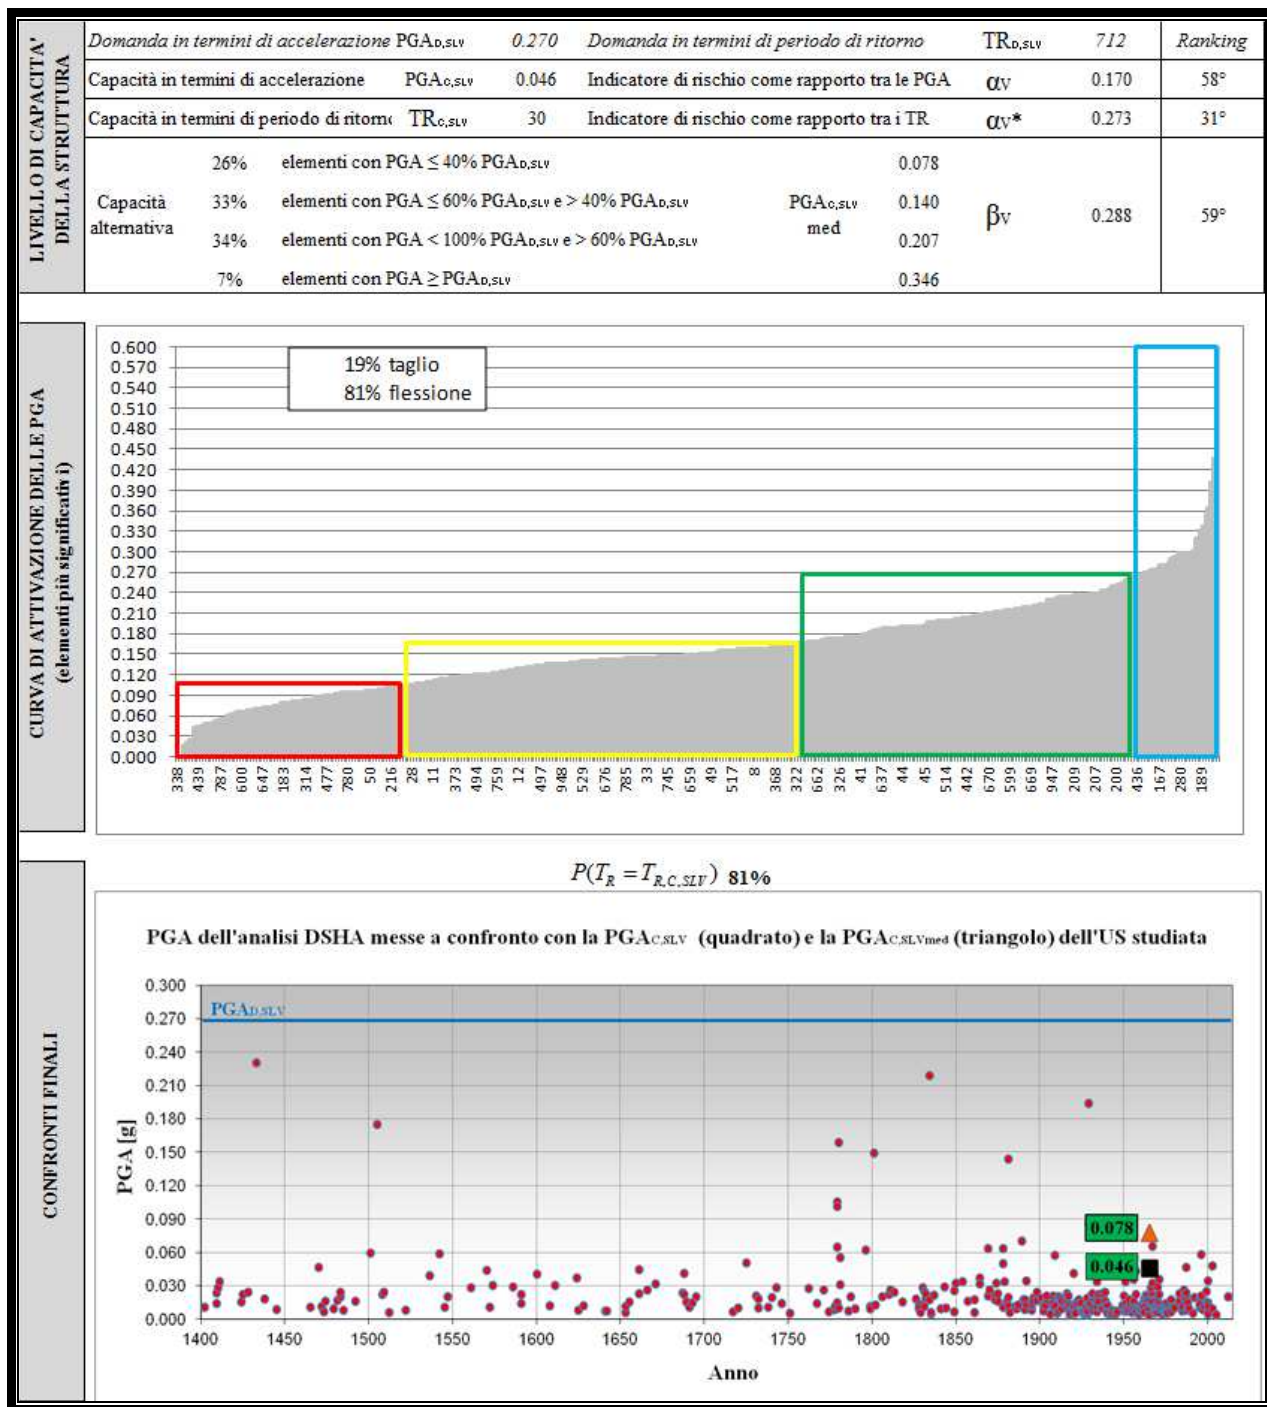 LIVELLO DI CAPACITA'
DELLA STRUTTURA
Domanda in termini di accelerazione PGAD,SLV 0.270 Domanda in termini di periodo di ritorno TRD,SLV 712 Ranking
Capacità in termini di accelerazione PGAC,SLV 0.046 Indicatore di rischio come rapporto tra le PGA αV 0.170 58°
Capacità in termini di periodo di ritorno TRC,SLV 30 Indicatore di rischio come rapporto tra i TR αV* 0.273 31°
Capacità
alternativa
26% elementi con PGA ≤ 40% PGAD,SLV 0.078
33% elementi con PGA ≤ 60% PGAD,SLV e > 40% PGAD,SLV 0.140
34% elementi con PGA < 100% PGAD,SLV e > 60% PGAD,SLV 0.207
7% elementi con PGA ≥ PGAD,SLV 0.346
PGAC,SLV
med
βV 0.288 59°
CURVA DI ATTIVAZIONE DELLE PGA
(elementi più significativi)
0.600
0.570
0.540
0.510
0.480
0.450
0.420
0.390
0.360
0.330
0.300
0.270
0.240
0.210
0.180
0.150
0.120
0.090
0.060
0.030
0.000
19% taglio
81% flessione
338 439 787 600 647 183 314 477 780 50 216 28 11 373 494 759 12 497 948 529 676 785 33 745 659 49 517 8 368 322 662 326 41 637 44 45 514 442 670 599 669 947 209 207 200 436 167 280 189
CONFRONTI FINALI
P(TR = TR,C,SLV) 81%
PGA dell'analisi DSHA messe a confronto con la PGAC,SLV (quadrato) e la PGAC,SLVmed (triangolo) dell'US studiata
PGA [g]
0.300
0.270
0.240
0.210
0.180
0.150
0.120
0.090
0.060
0.030
0.000
PGAD,SLV
0.078
0.046
1400 1450 1500 1550 1600 1650 1700 1750 1800 1850 1900 1950 2000
Anno